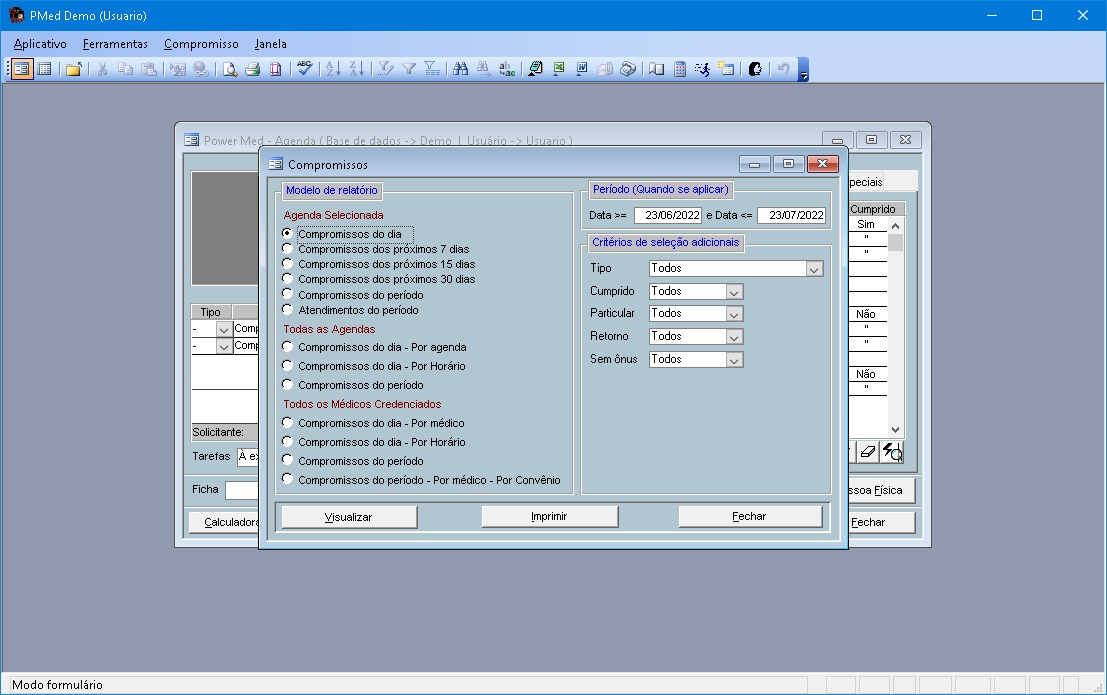 PMed Demo (Usuario)
Aplicativo Ferramentas Compromisso Janela
Power Med - Agenda ( Base de dados -> Demo | Usuário -> Usuario )
Compromissos
Modelo de relatório
Agenda Selecionada
Compromissos do dia
Compromissos dos próximos 7 dias
Compromissos dos próximos 15 dias
Compromissos dos próximos 30 dias
Compromissos do período
Atendimentos do período
Todas as Agendas
Compromissos do dia - Por agenda
Compromissos do dia - Por Horário
Compromissos do período
Todos os Médicos Credenciados
Compromissos do dia - Por médico
Compromissos do dia - Por Horário
Compromissos do período
Compromissos do período - Por médico - Por Convênio
Período (Quando se aplicar)
Data >= 23/06/2022 e Data <= 23/07/2022
Critérios de seleção adicionais
Tipo Todos
Cumprido Todos
Particular Todos
Retorno Todos
Sem ônus Todos
Visualizar Imprimir Fechar
Tipo
- Comp
- Comp
Solicitante:
Tarefas À ex
Ficha
Calculadora
peciais
Cumprido
Sim
"
"
Não
"
"
Não
"
ssoa Física
Fechar
Modo formulário